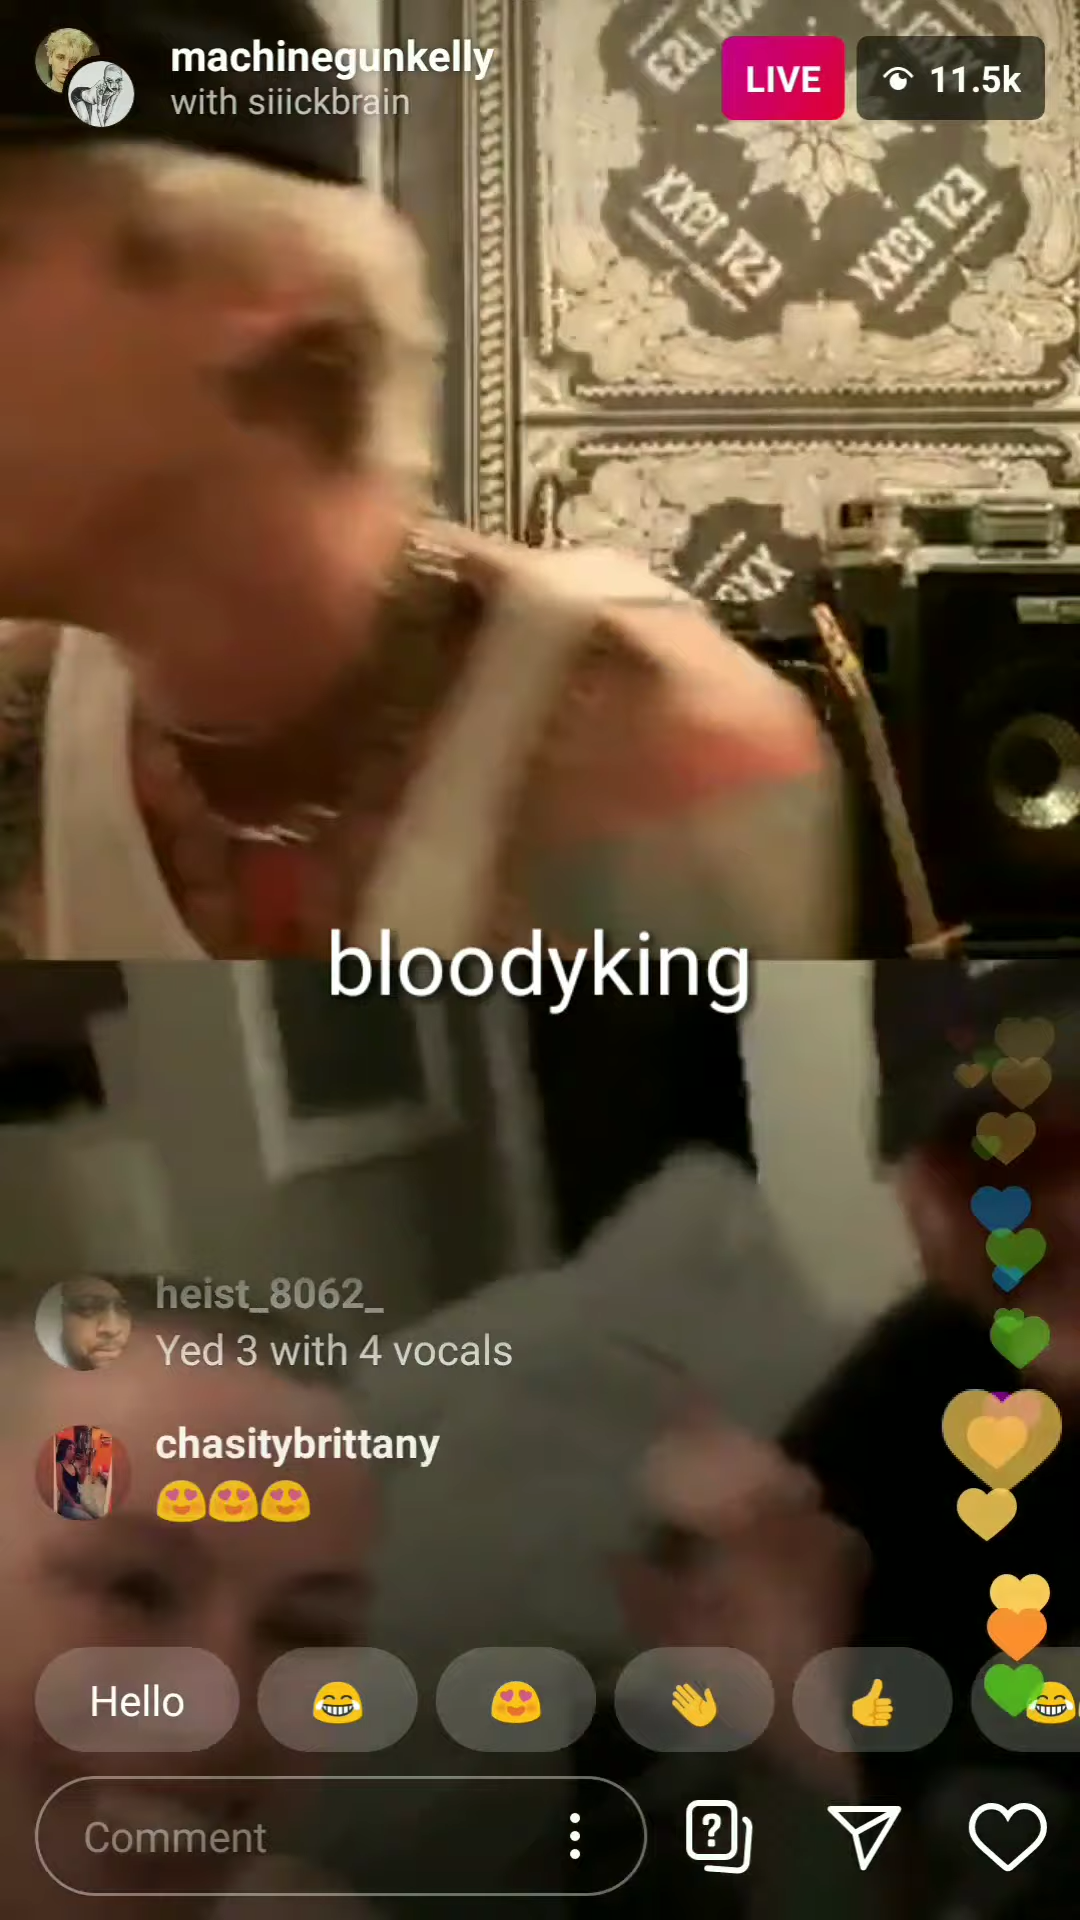 machinegunkelly
with siiickbrain
LIVE
11.5k
bloodyking
heist_8062_
Yed 3 with 4 vocals
chasitybrittany
😍😍😍
Hello
😂
😍
👋
👍
😂
Comment